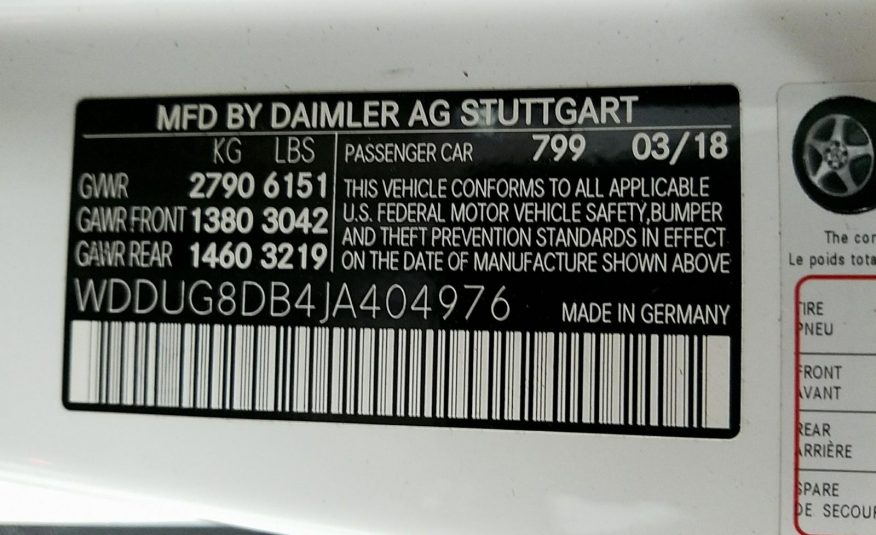 MFD BY DAIMLER AG STUTTGART
KG LBS
GVWR 2790 6151
GAWR FRONT 1380 3042
GAWR REAR 1460 3219
PASSENGER CAR 799 03/18
THIS VEHICLE CONFORMS TO ALL APPLICABLE
U.S. FEDERAL MOTOR VEHICLE SAFETY,BUMPER
AND THEFT PREVENTION STANDARDS IN EFFECT
ON THE DATE OF MANUFACTURE SHOWN ABOVE
WDDUG8DB4JA404976 MADE IN GERMANY
The
Le poids
TIRE
PNEU
FRONT
AVANT
REAR
ARRIÈRE
SPARE
DE